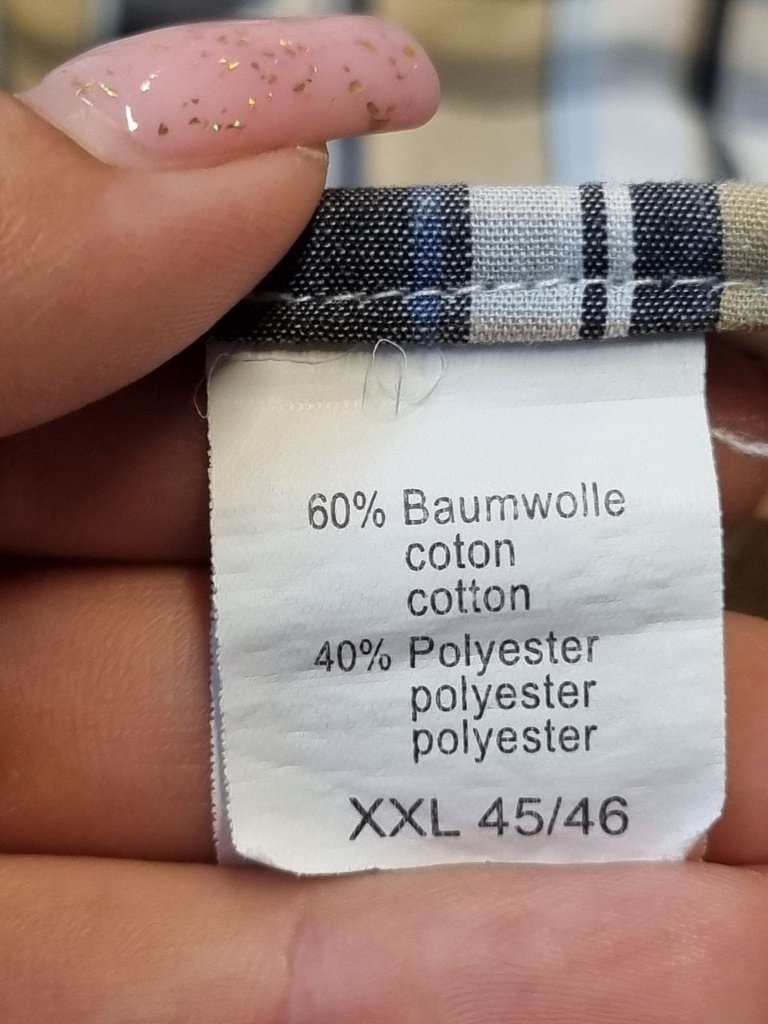 60% Baumwolle
coton
cotton
40% Polyester
polyester
polyester
XXL 45/46